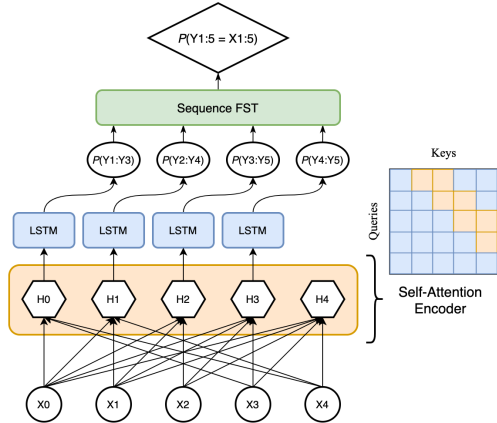 P(Y1:5 = X1:5)
Sequence FST
P(Y1:Y3) P(Y2:Y4) P(Y3:Y5) P(Y4:Y5)
Keys
Queries
LSTM LSTM LSTM LSTM
H0 H1 H2 H3 H4
Self-Attention
Encoder
X0 X1 X2 X3 X4